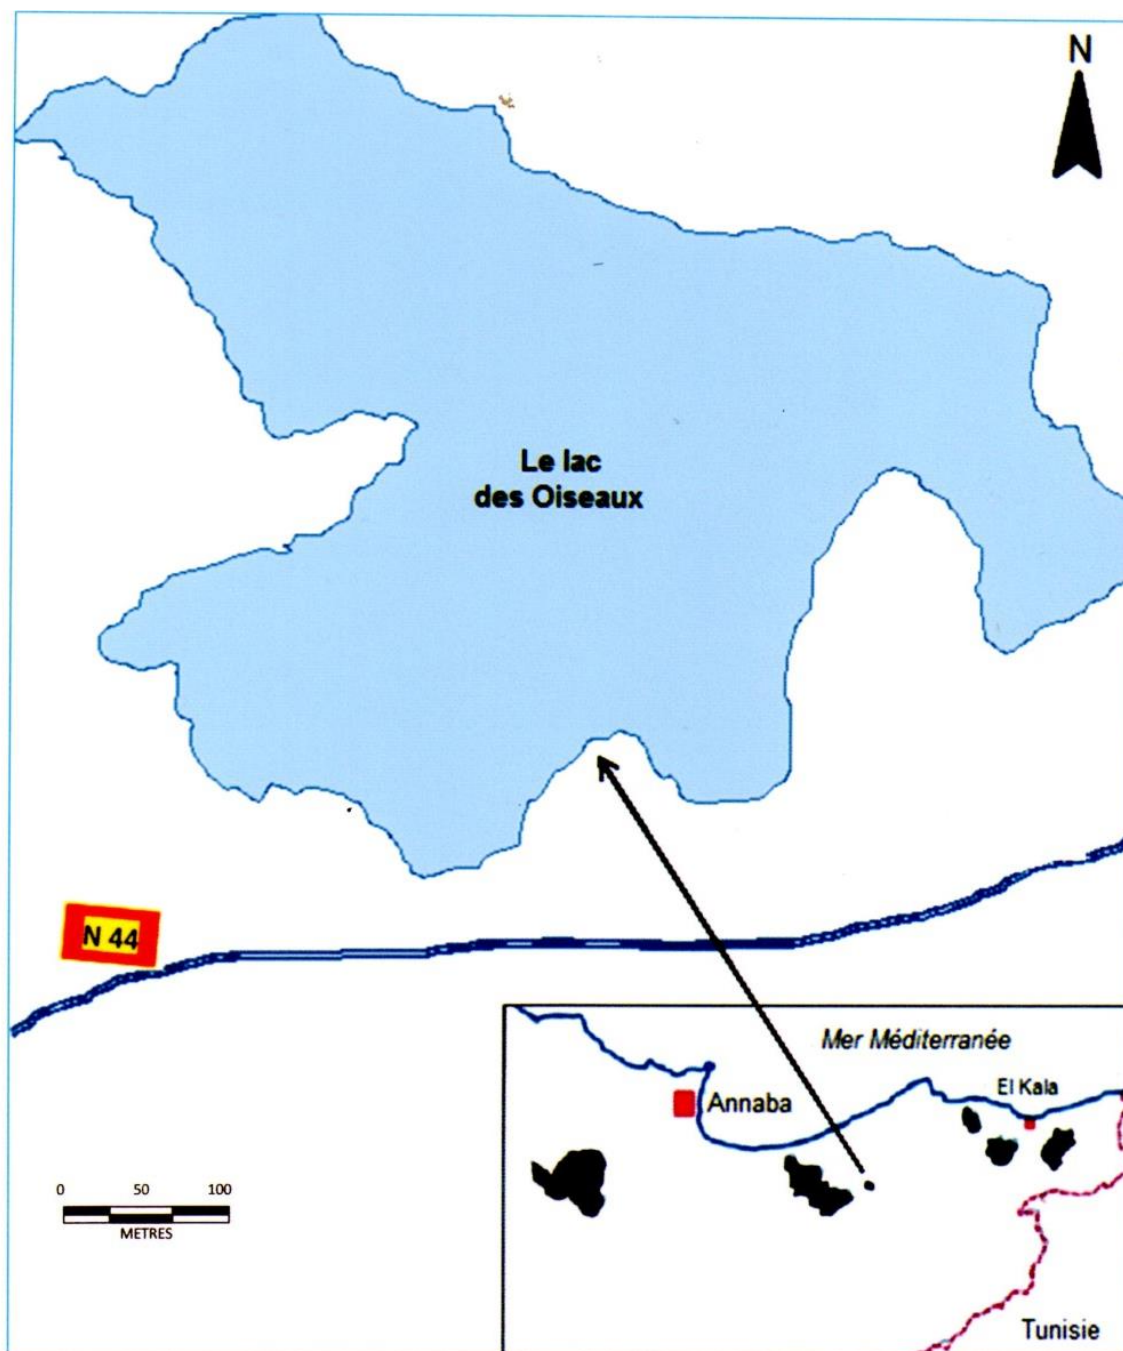 N
Le lac
des Oiseaux
N 44
Mer Méditerranée
El Kala
Annaba
0 50 100
METRES
Tunisie